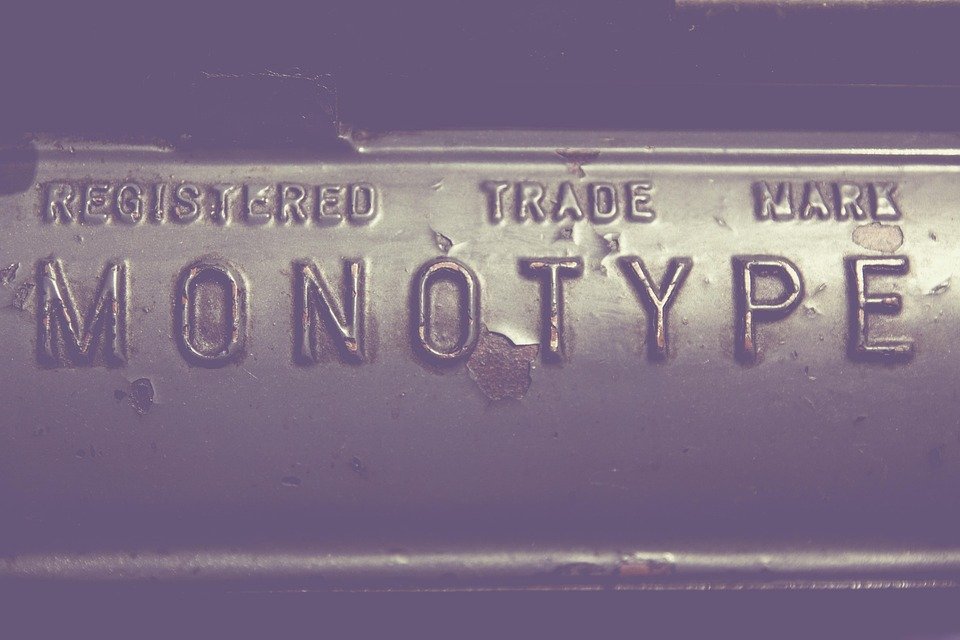 REGISTERED TRADE MARK
MONOTYPE